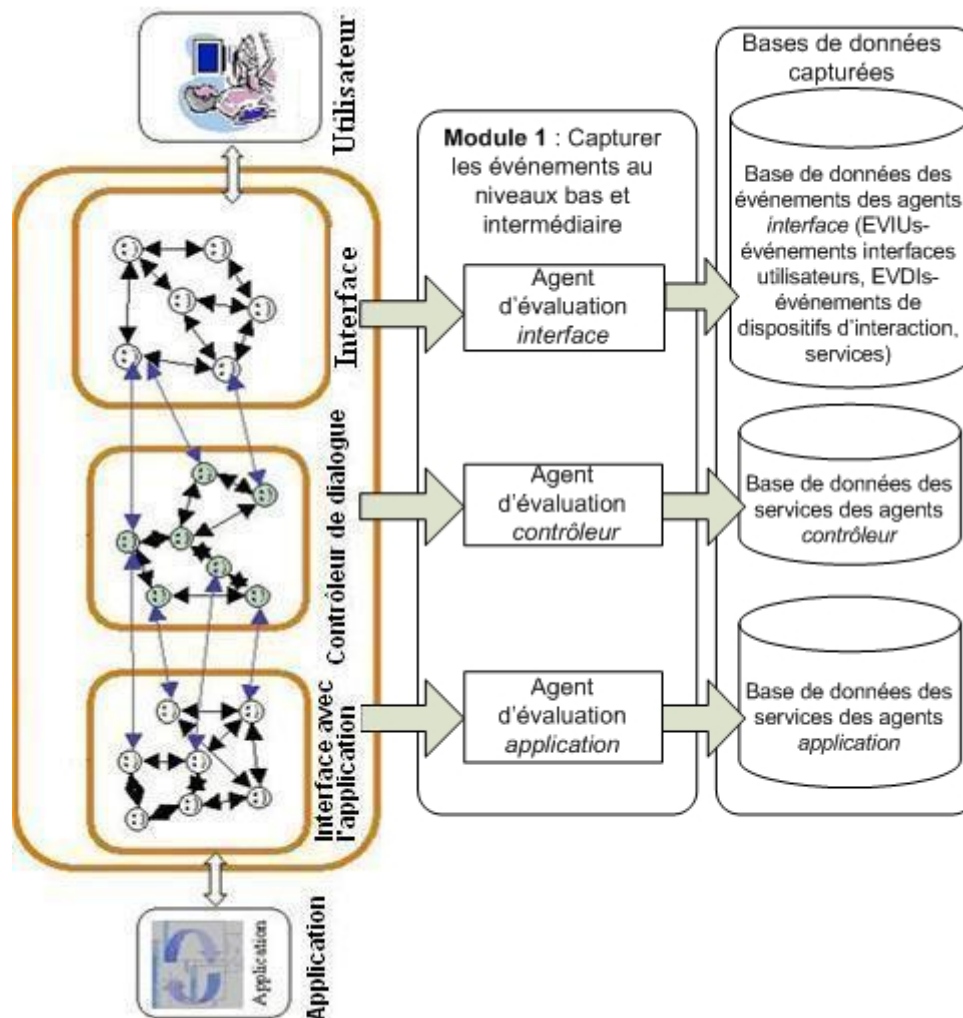 Utilisateur
Interface
Contrôleur de dialogue
Interface avec
l'application
Application
Application
Module 1 : Capturer
les événements au
niveaux bas et
intermédiaire
Agent
d'évaluation
interface
Agent
d'évaluation
contrôleur
Agent
d'évaluation
application
Bases de données
capturées
Base de données des
événements des agents
interface (EVIUs-
événements interfaces
utilisateurs, EVDIs-
événements de
dispositifs d'interaction,
services)
Base de données des
services des agents
contrôleur
Base de données des
services des agents
application